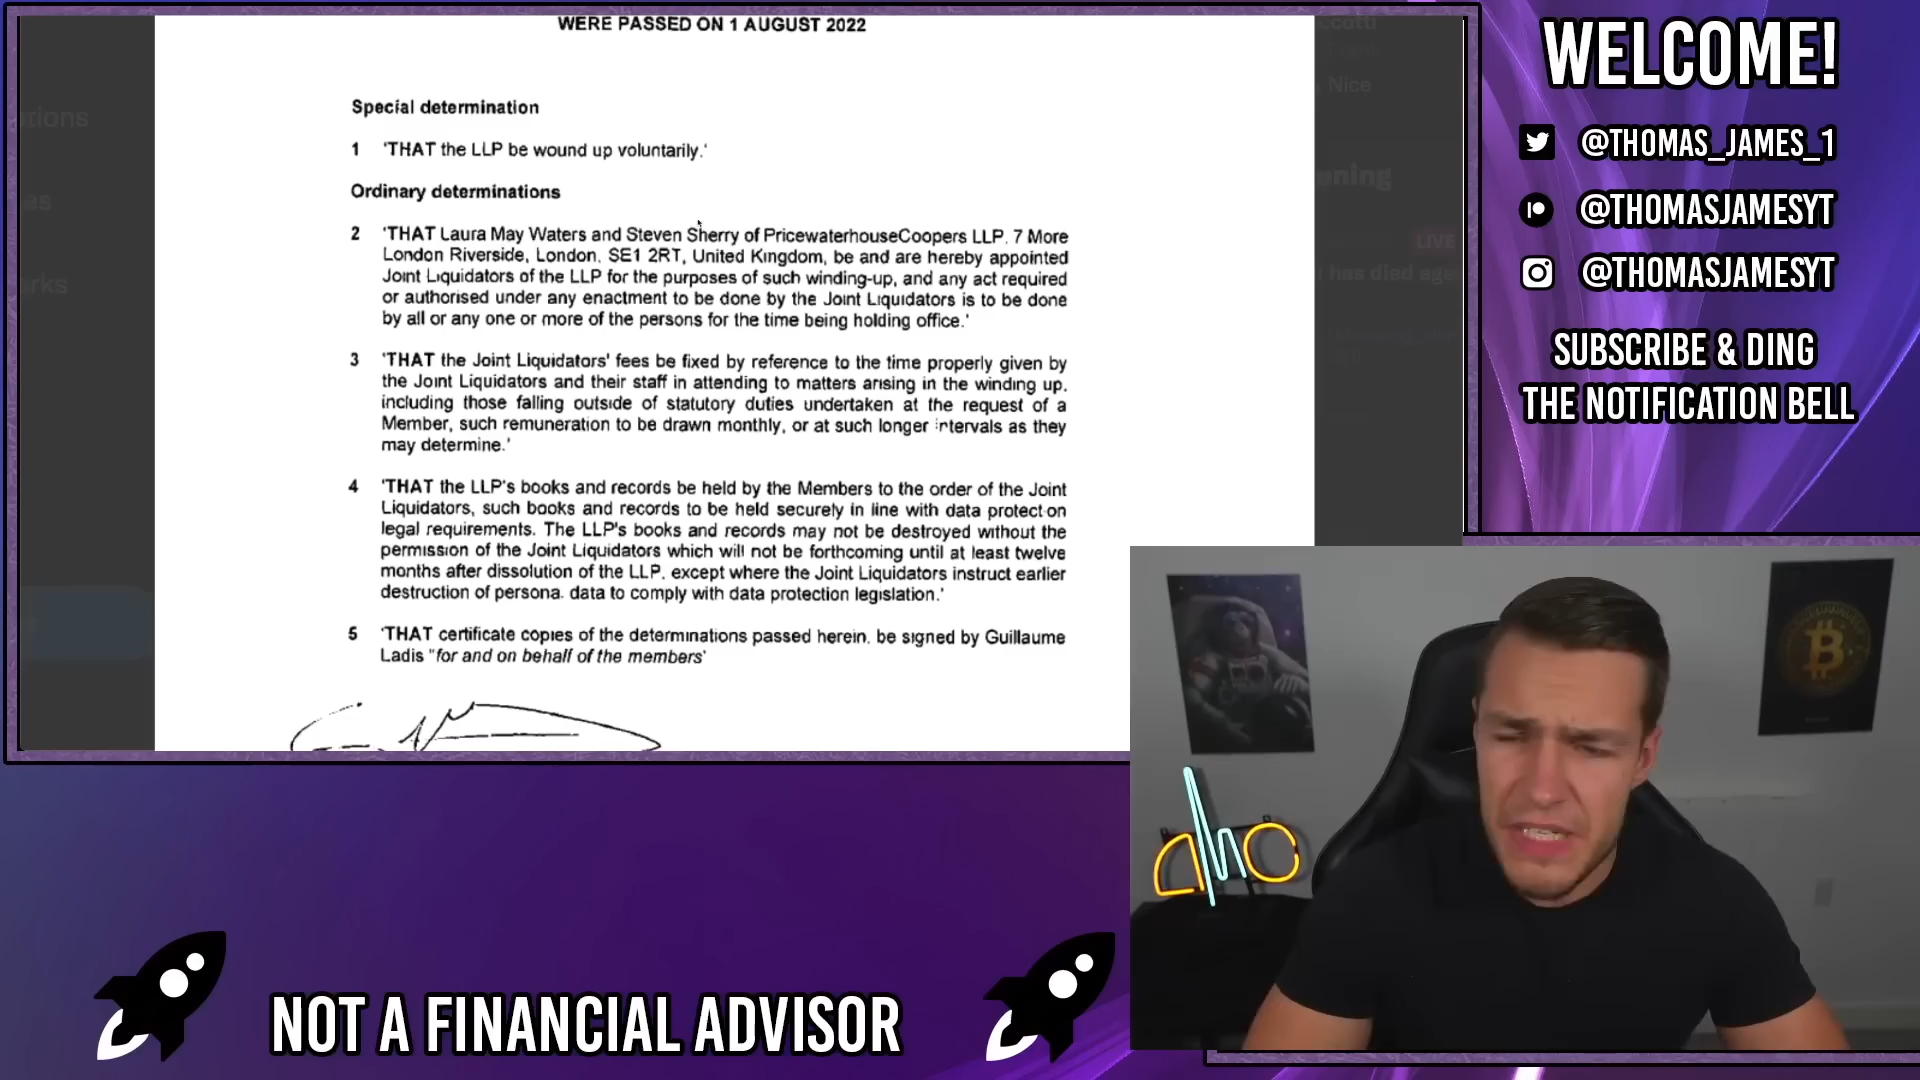 WERE PASSED ON 1 AUGUST 2022
Special determination
1 'THAT the LLP be wound up voluntarily.'
Ordinary determinations
2 'THAT Laura May Waters and Steven Sherry of PricewaterhouseCoopers LLP. 7 More
London Riverside, London, SE1 2RT, United Kingdom, be and are hereby appointed
Joint Liquidators of the LLP for the purposes of such winding-up, and any act required
or authorised under any enactment to be done by the Joint Liquidators is to be done
by all or any one or more of the persons for the time being holding office.'
3 'THAT the Joint Liquidators' fees be fixed by reference to the time properly given by
the Joint Liquidators and their staff in attending to matters arising in the winding up.
including those falling outside of statutory duties undertaken at the request of a
Member, such remuneration to be drawn monthly, or at such longer intervals as they
may determine.'
4 'THAT the LLP's books and records be held by the Members to the order of the Joint
Liquidators, such books and records to be held securely in line with data protection
legal requirements. The LLP's books and records may not be destroyed without the
permission of the Joint Liquidators which will not be forthcoming until at least twelve
months after dissolution of the LLP. except where the Joint Liquidators instruct earlier
destruction of persona. data to comply with data protection legislation.'
5 'THAT certificate copies of the determinations passed herein. be signed by Guillaume
Ladis "for and on behalf of the members'
Nice
LIVE
has died
WELCOME!
@THOMAS_JAMES_1
@THOMASJAMESYT
@THOMASJAMESYT
SUBSCRIBE & DING
THE NOTIFICATION BELL
NOT A FINANCIAL ADVISOR